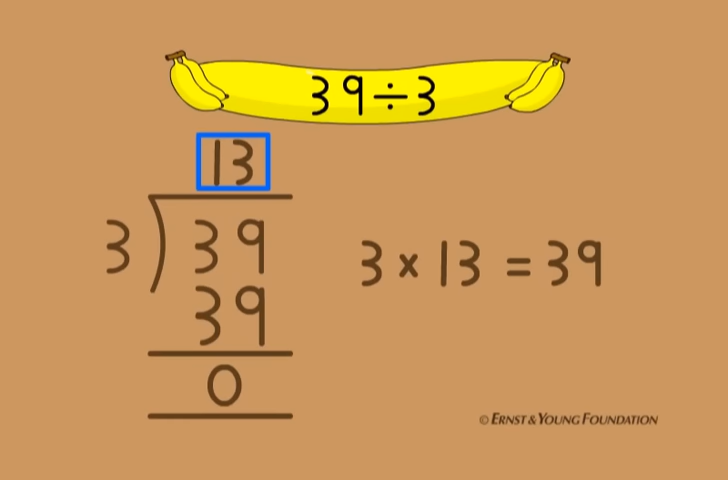 39÷3
13
3)39
3 × 13 = 39
39
0
© ERNST & YOUNG FOUNDATION